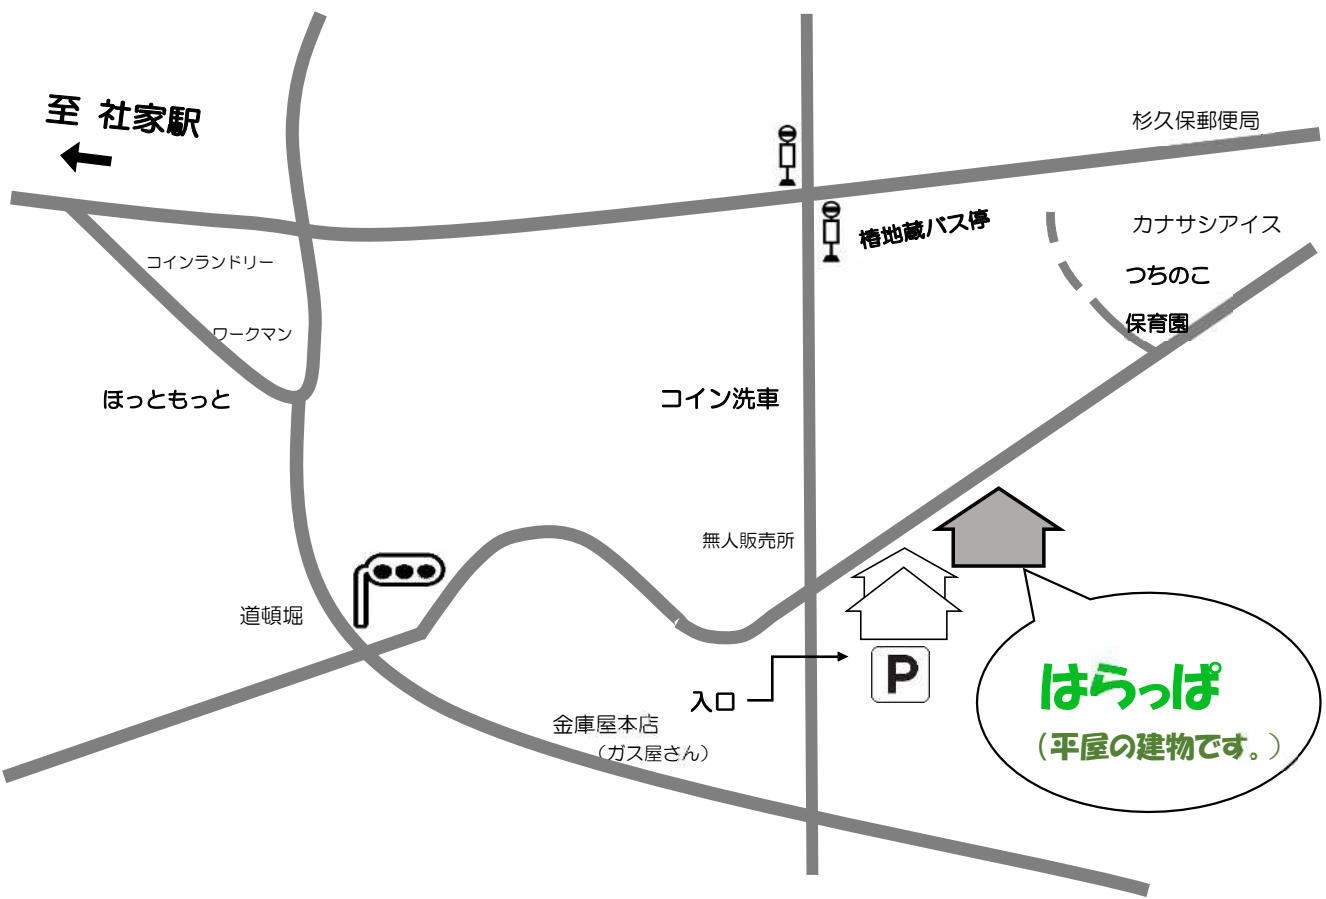 至 社家駅
杉久保郵便局
椿地蔵バス停
カナサシアイス
つちのこ
保育園
コインランドリー
ワークマン
ほっともっと
コイン洗車
無人販売所
道頓堀
P
入口
金庫屋本店
（ガス屋さん）
はらっぱ
（平屋の建物です。）